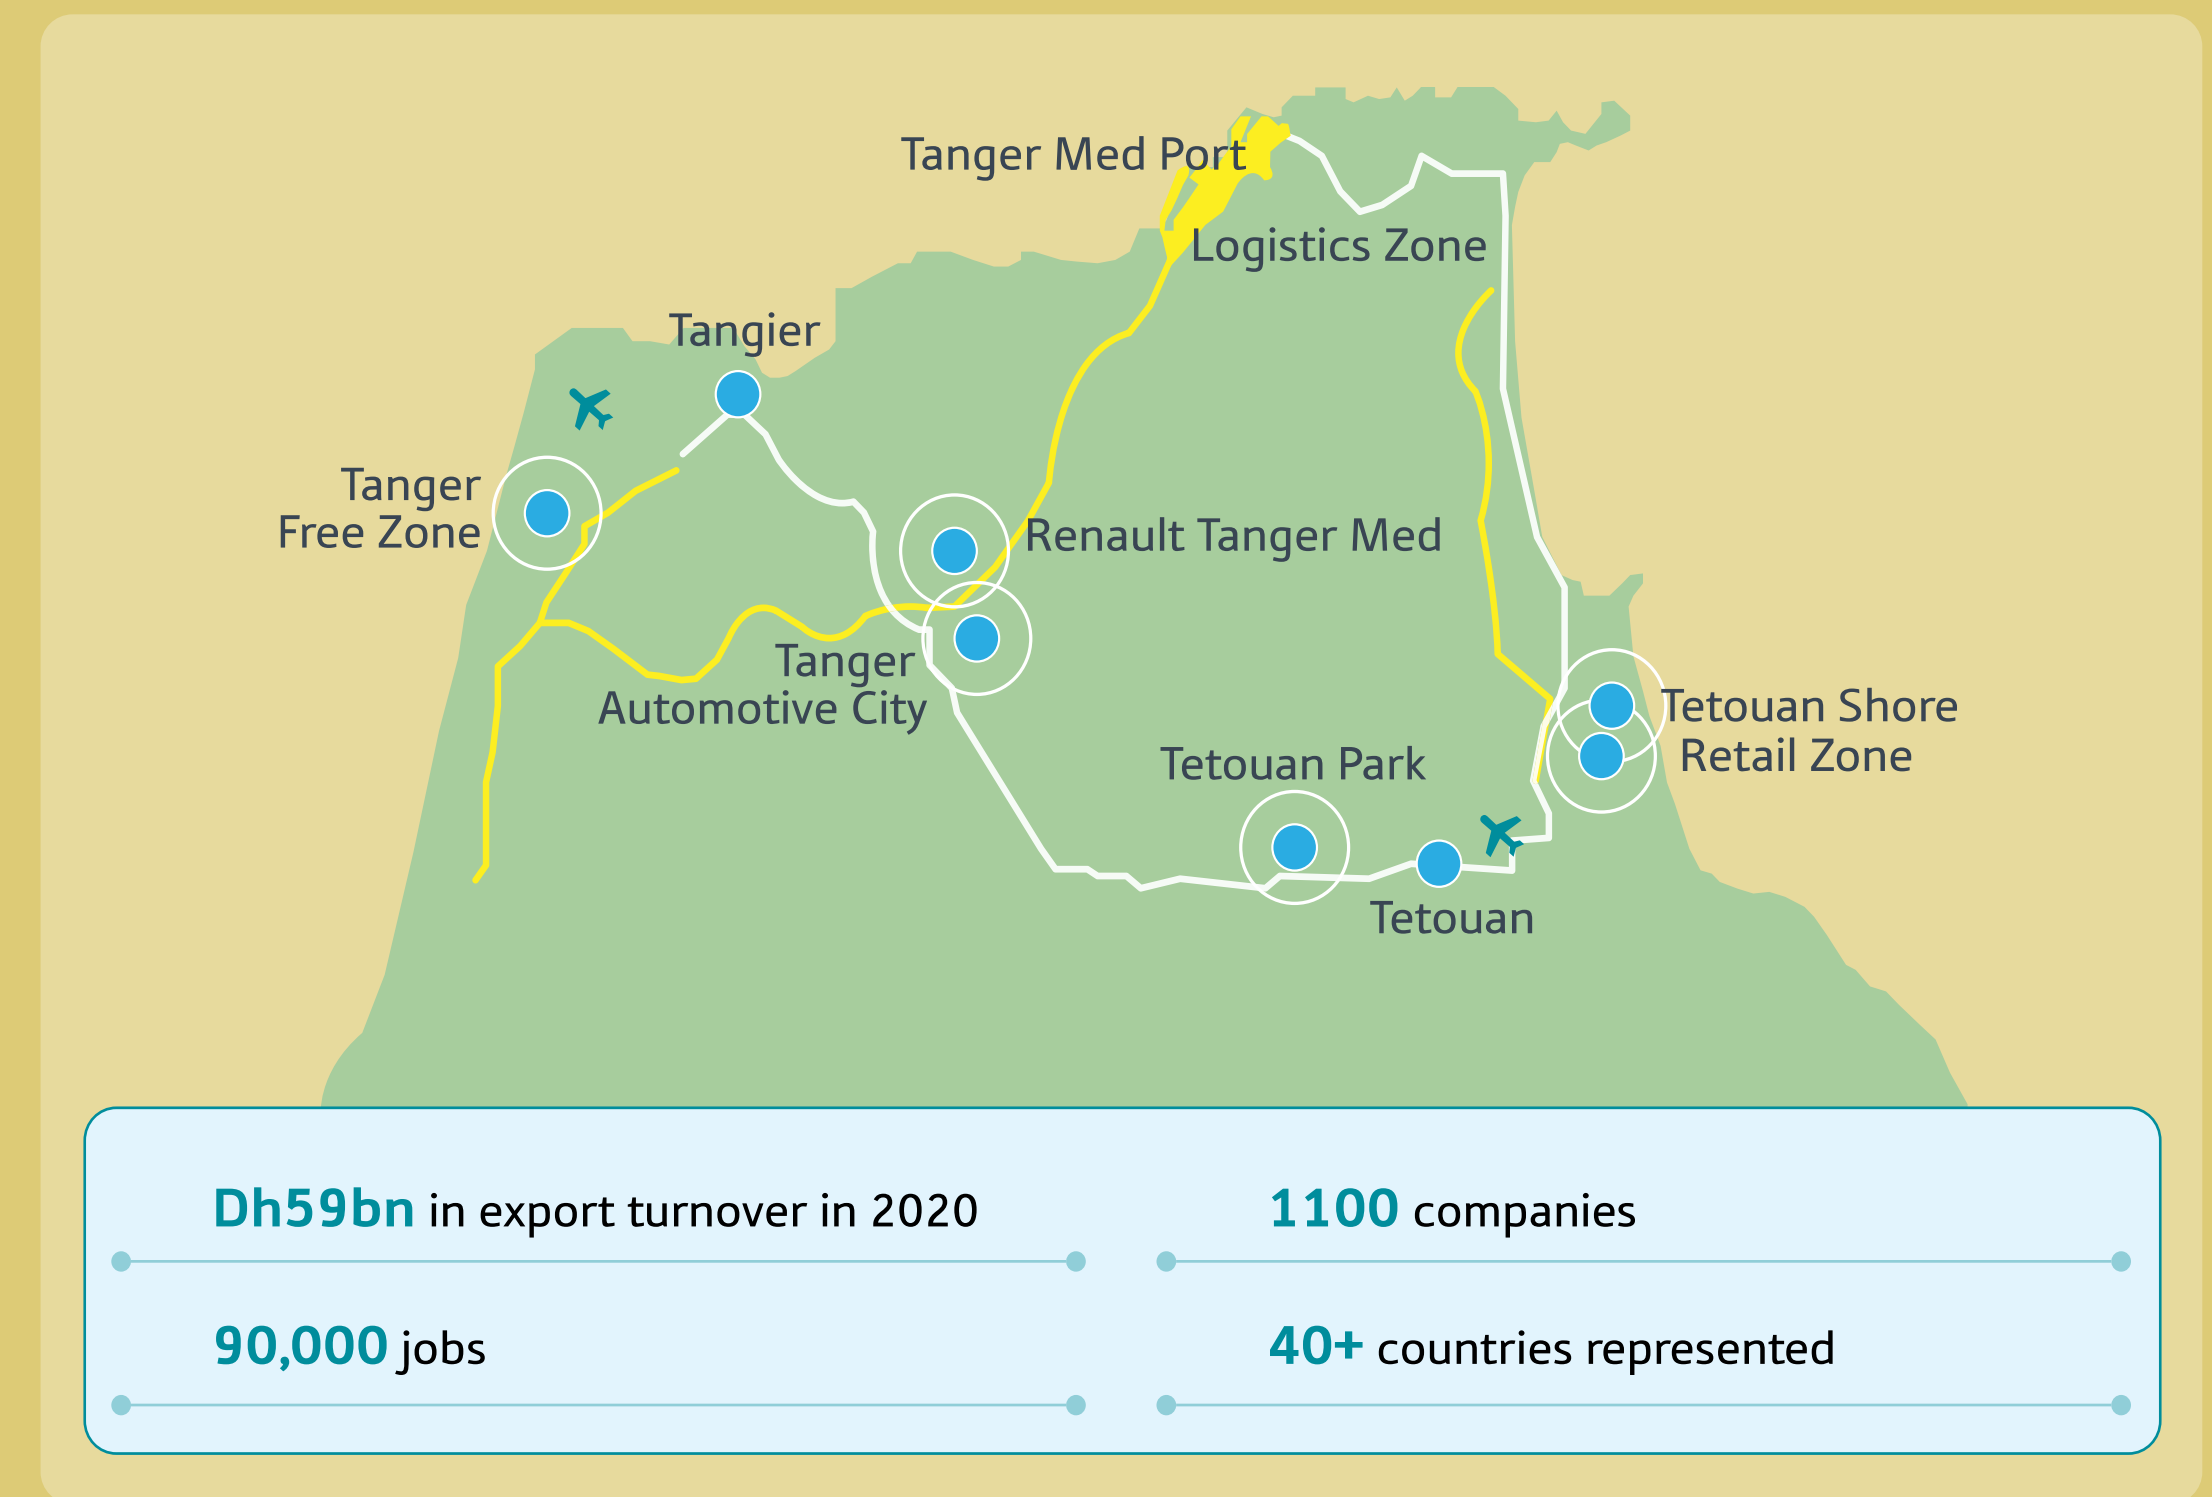 Tanger Med Port
Logistics Zone
Tangier
Tanger
Free Zone
Renault Tanger Med
Tanger
Automotive City
Tetouan Shore
Retail Zone
Tetouan Park
Tetouan
Dh59bn in export turnover in 2020
1100 companies
90,000 jobs
40+ countries represented